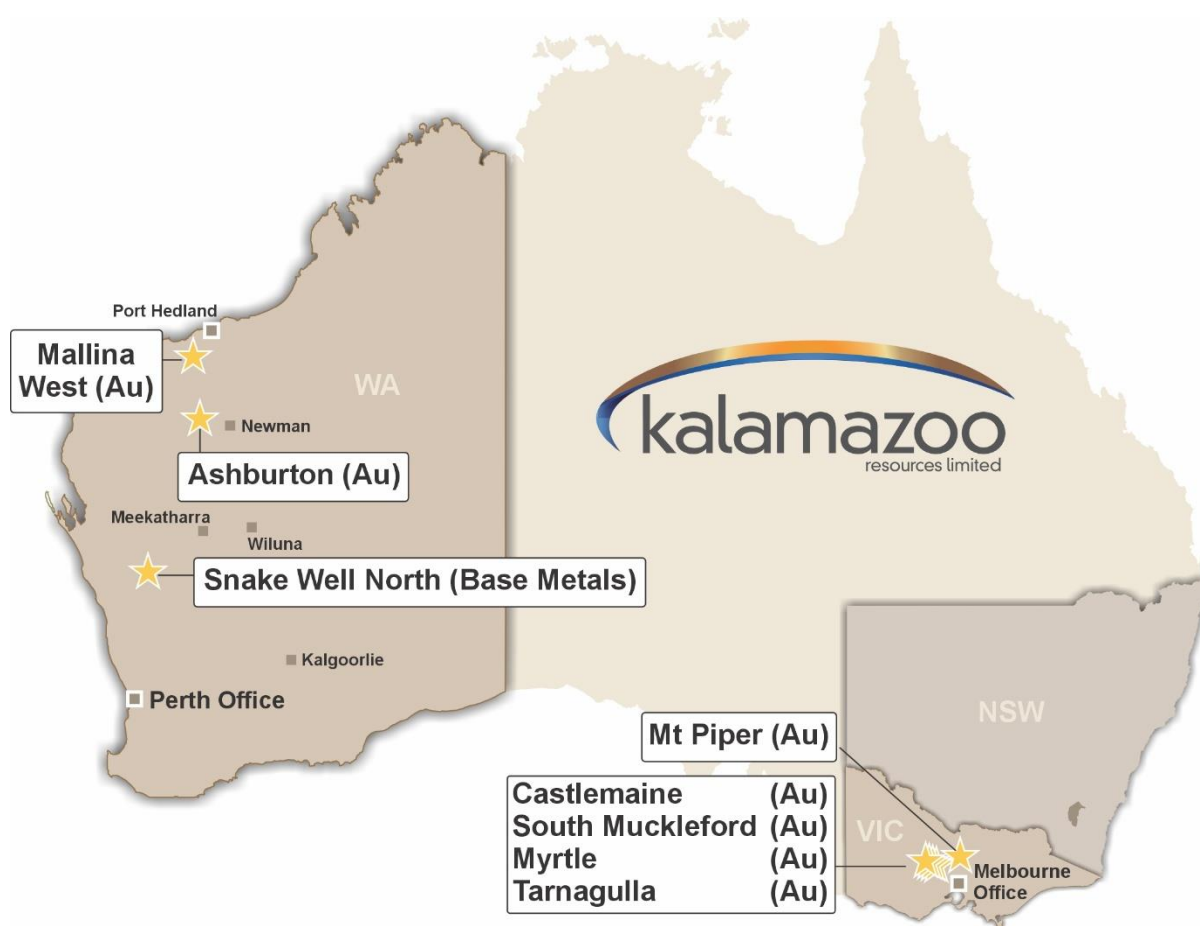 Port Hedland
Mallina
West (Au)
WA
Newman
Ashburton (Au)
Meekatharra
Wiluna
Snake Well North (Base Metals)
Kalgoorlie
Perth Office
kalamazoo
resources limited
NSW
Mt Piper (Au)
Castlemaine (Au)
South Muckleford (Au)
Myrtle (Au)
Tarnagulla (Au)
VIC
Melbourne
Office